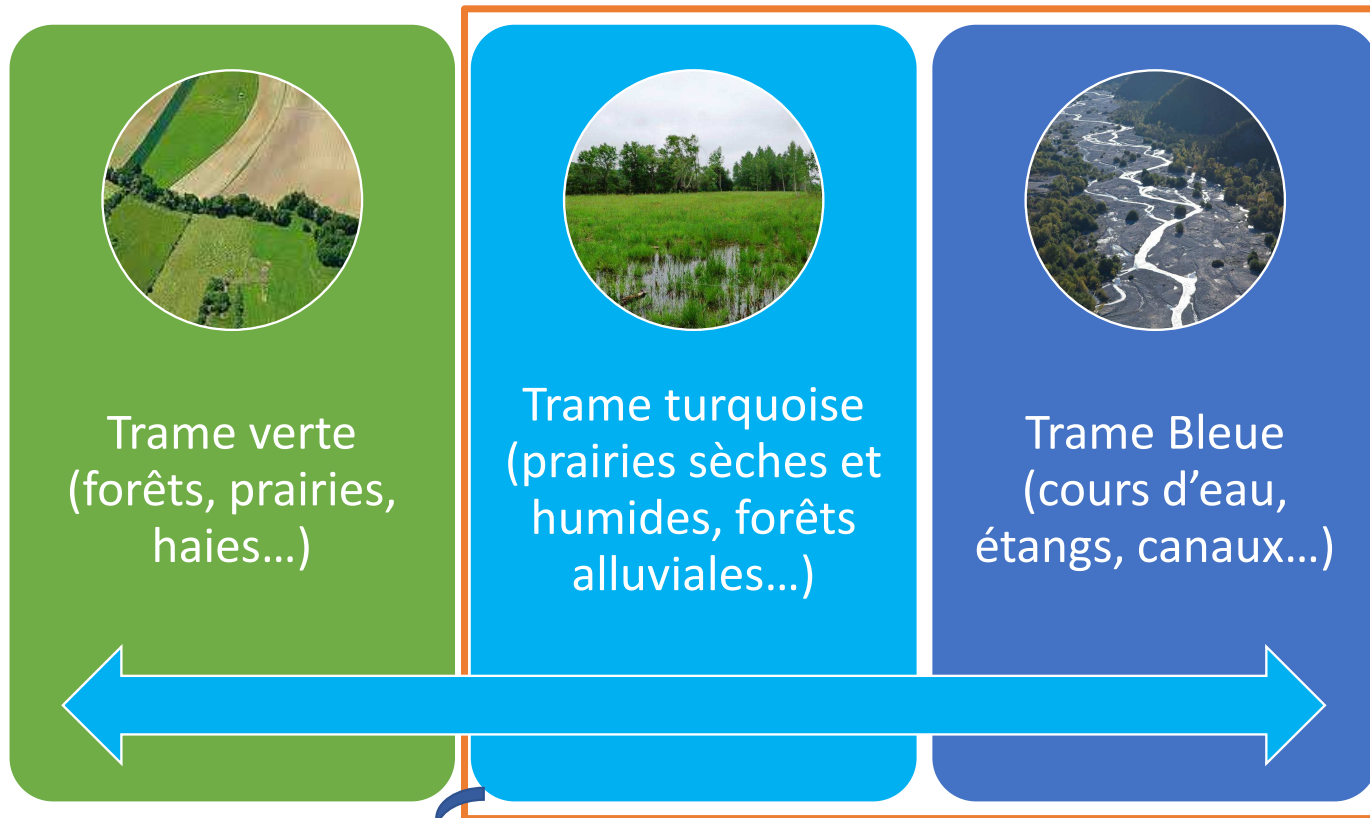 Trame verte
(forêts, prairies,
haies…)
Trame turquoise
(prairies sèches et
humides, forêts
alluviales…)
Trame Bleue
(cours d’eau,
étangs, canaux…)